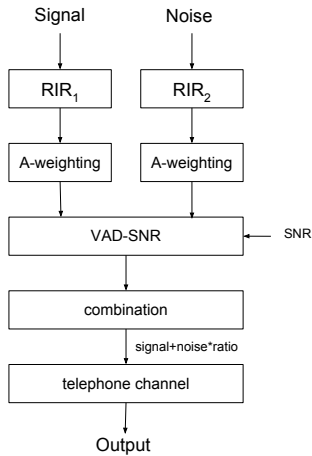 Signal Noise
RIR1 RIR2
A-weighting A-weighting
VAD-SNR SNR
combination
signal+noise*ratio
telephone channel
Output